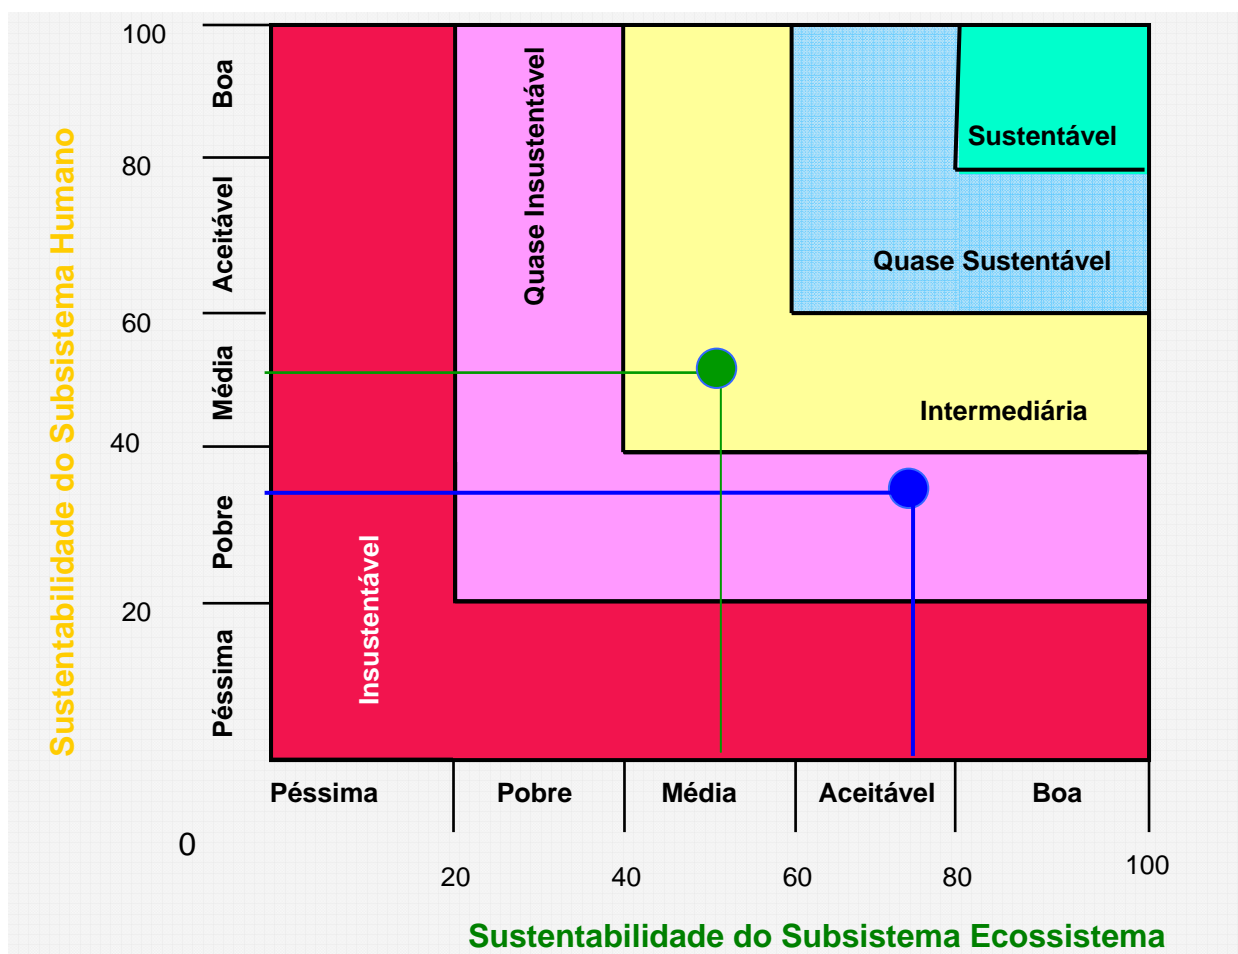 100
Boa
80
Aceitável
60
Média
40
Pobre
20
Péssima
0
Sustentabilidade do Subsistema Humano
Insustentável
Quase Insustentável
Sustentável
Quase Sustentável
Intermediária
Péssima
Pobre
Média
Aceitável
Boa
20
40
60
80
100
Sustentabilidade do Subsistema Ecossistema